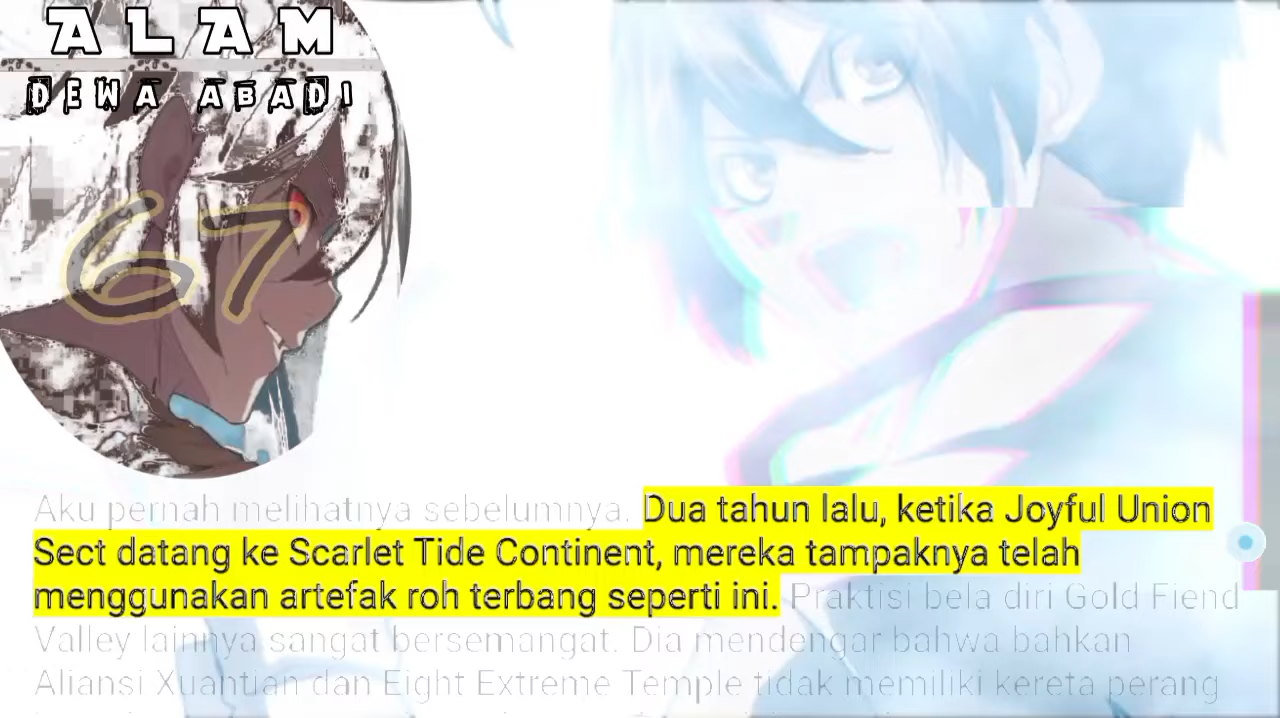 ALAM
DEWA ABADI
67
Aku pernah melihatnya sebelumnya. Dua tahun lalu, ketika Joyful Union
Sect datang ke Scarlet Tide Continent, mereka tampaknya telah
menggunakan artefak roh terbang seperti ini. Praktisi bela diri Gold Fiend
Valley lainnya sangat bersemangat. Dia mendengar bahwa bahkan
Aliansi Xuantian dan Eight Extreme Temple tidak memiliki kereta perang